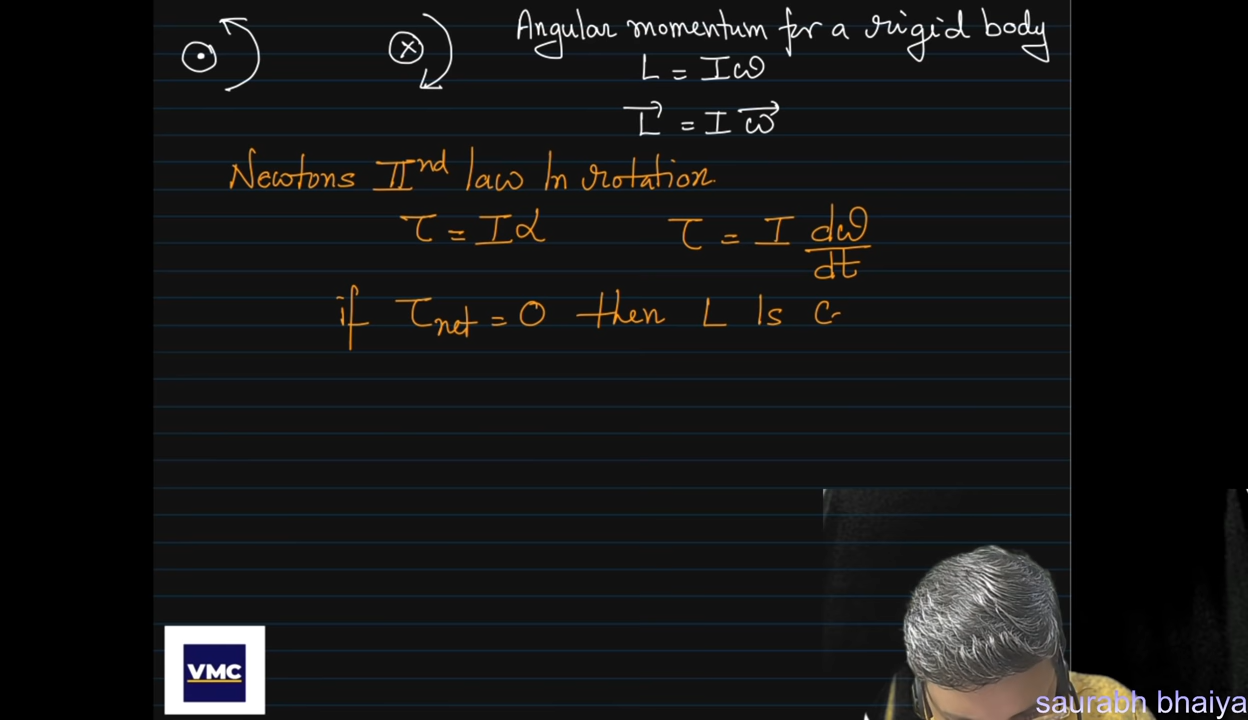 Angular momentum for a rigid body
L = Iω
L⃗ = I ω⃗
Newtons IInd law In rotation.
τ = Iα τ = I dω/dt
if τnet = 0 then L Is c
VMC
saurabh bhaiya